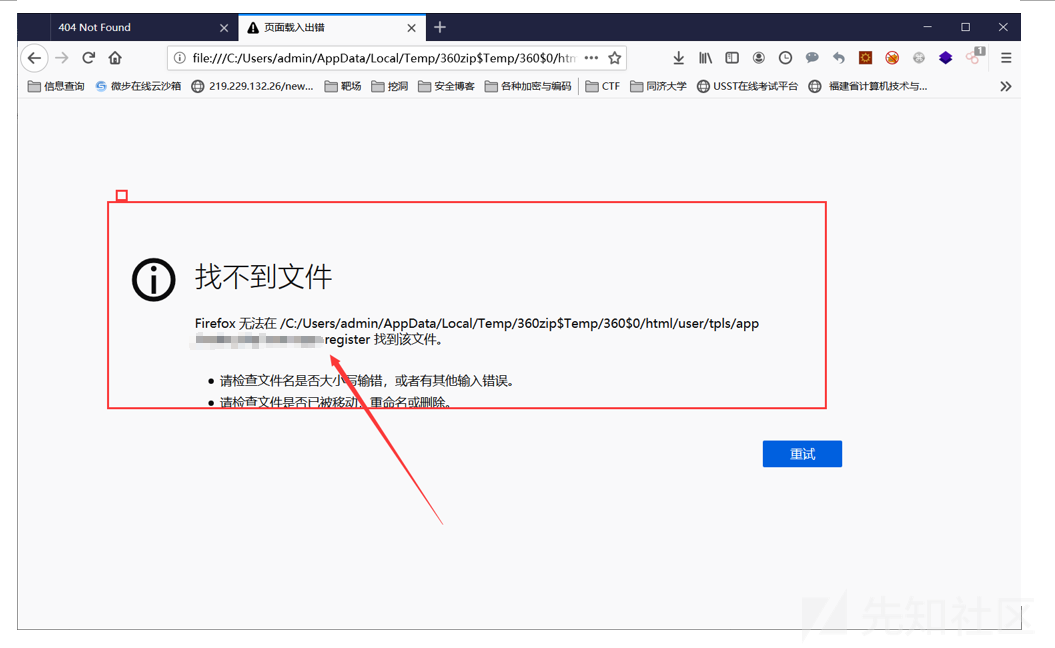 404 Not Found
页面载入出错
file:///C:/Users/admin/AppData/Local/Temp/360zip$Temp/360$0/htm
1
信息查询 微步在线云沙箱 219.229.132.26/new... 靶场 挖洞 安全博客 各种加密与编码 CTF 同济大学 USST在线考试平台 福建省计算机技术与...
找不到文件
Firefox 无法在 /C:/Users/admin/AppData/Local/Temp/360zip$Temp/360$0/html/user/tpls/app
register 找到该文件。
请检查文件名是否大小写输错，或者有其他输入错误。
请检查文件是否已被移动、重命名或删除。
重试
先知社区